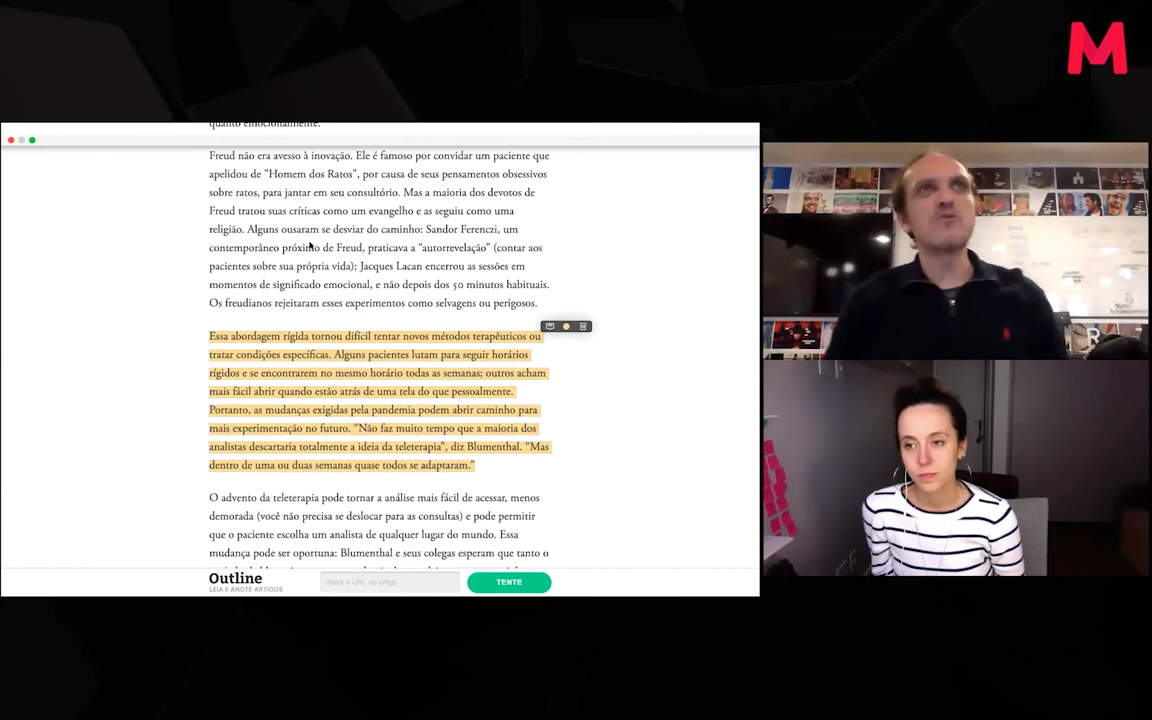 M
quanto emocionalmente.
Freud não era avesso à inovação. Ele é famoso por convidar um paciente que
apelidou de "Homem dos Ratos", por causa de seus pensamentos obsessivos
sobre ratos, para jantar em seu consultório. Mas a maioria dos devotos de
Freud tratou suas críticas como um evangelho e as seguiu como uma
religião. Alguns ousaram se desviar do caminho: Sandor Ferenczi, um
contemporâneo próximo de Freud, praticava a “autorrevelação” (contar aos
pacientes sobre sua própria vida); Jacques Lacan encerrou as sessões em
momentos de significado emocional, e não depois dos 50 minutos habituais.
Os freudianos rejeitaram esses experimentos como selvagens ou perigosos.
Essa abordagem rígida tornou difícil tentar novos métodos terapêuticos ou
tratar condições específicas. Alguns pacientes lutam para seguir horários
rígidos e se encontrarem no mesmo horário todas as semanas; outros acham
mais fácil abrir quando estão atrás de uma tela do que pessoalmente.
Portanto, as mudanças exigidas pela pandemia podem abrir caminho para
mais experimentação no futuro. “Não faz muito tempo que a maioria dos
analistas descartaria totalmente a ideia da teleterapia”, diz Blumenthal. “Mas
dentro de uma ou duas semanas quase todos se adaptaram.”
O advento da teleterapia pode tornar a análise mais fácil de acessar, menos
demorada (você não precisa se deslocar para as consultas) e pode permitir
que o paciente escolha um analista de qualquer lugar do mundo. Essa
mudança pode ser oportuna: Blumenthal e seus colegas esperam que tanto o
Outline
LEIA E ANOTE ARTIGOS
insira o URL do artigo
TENTE